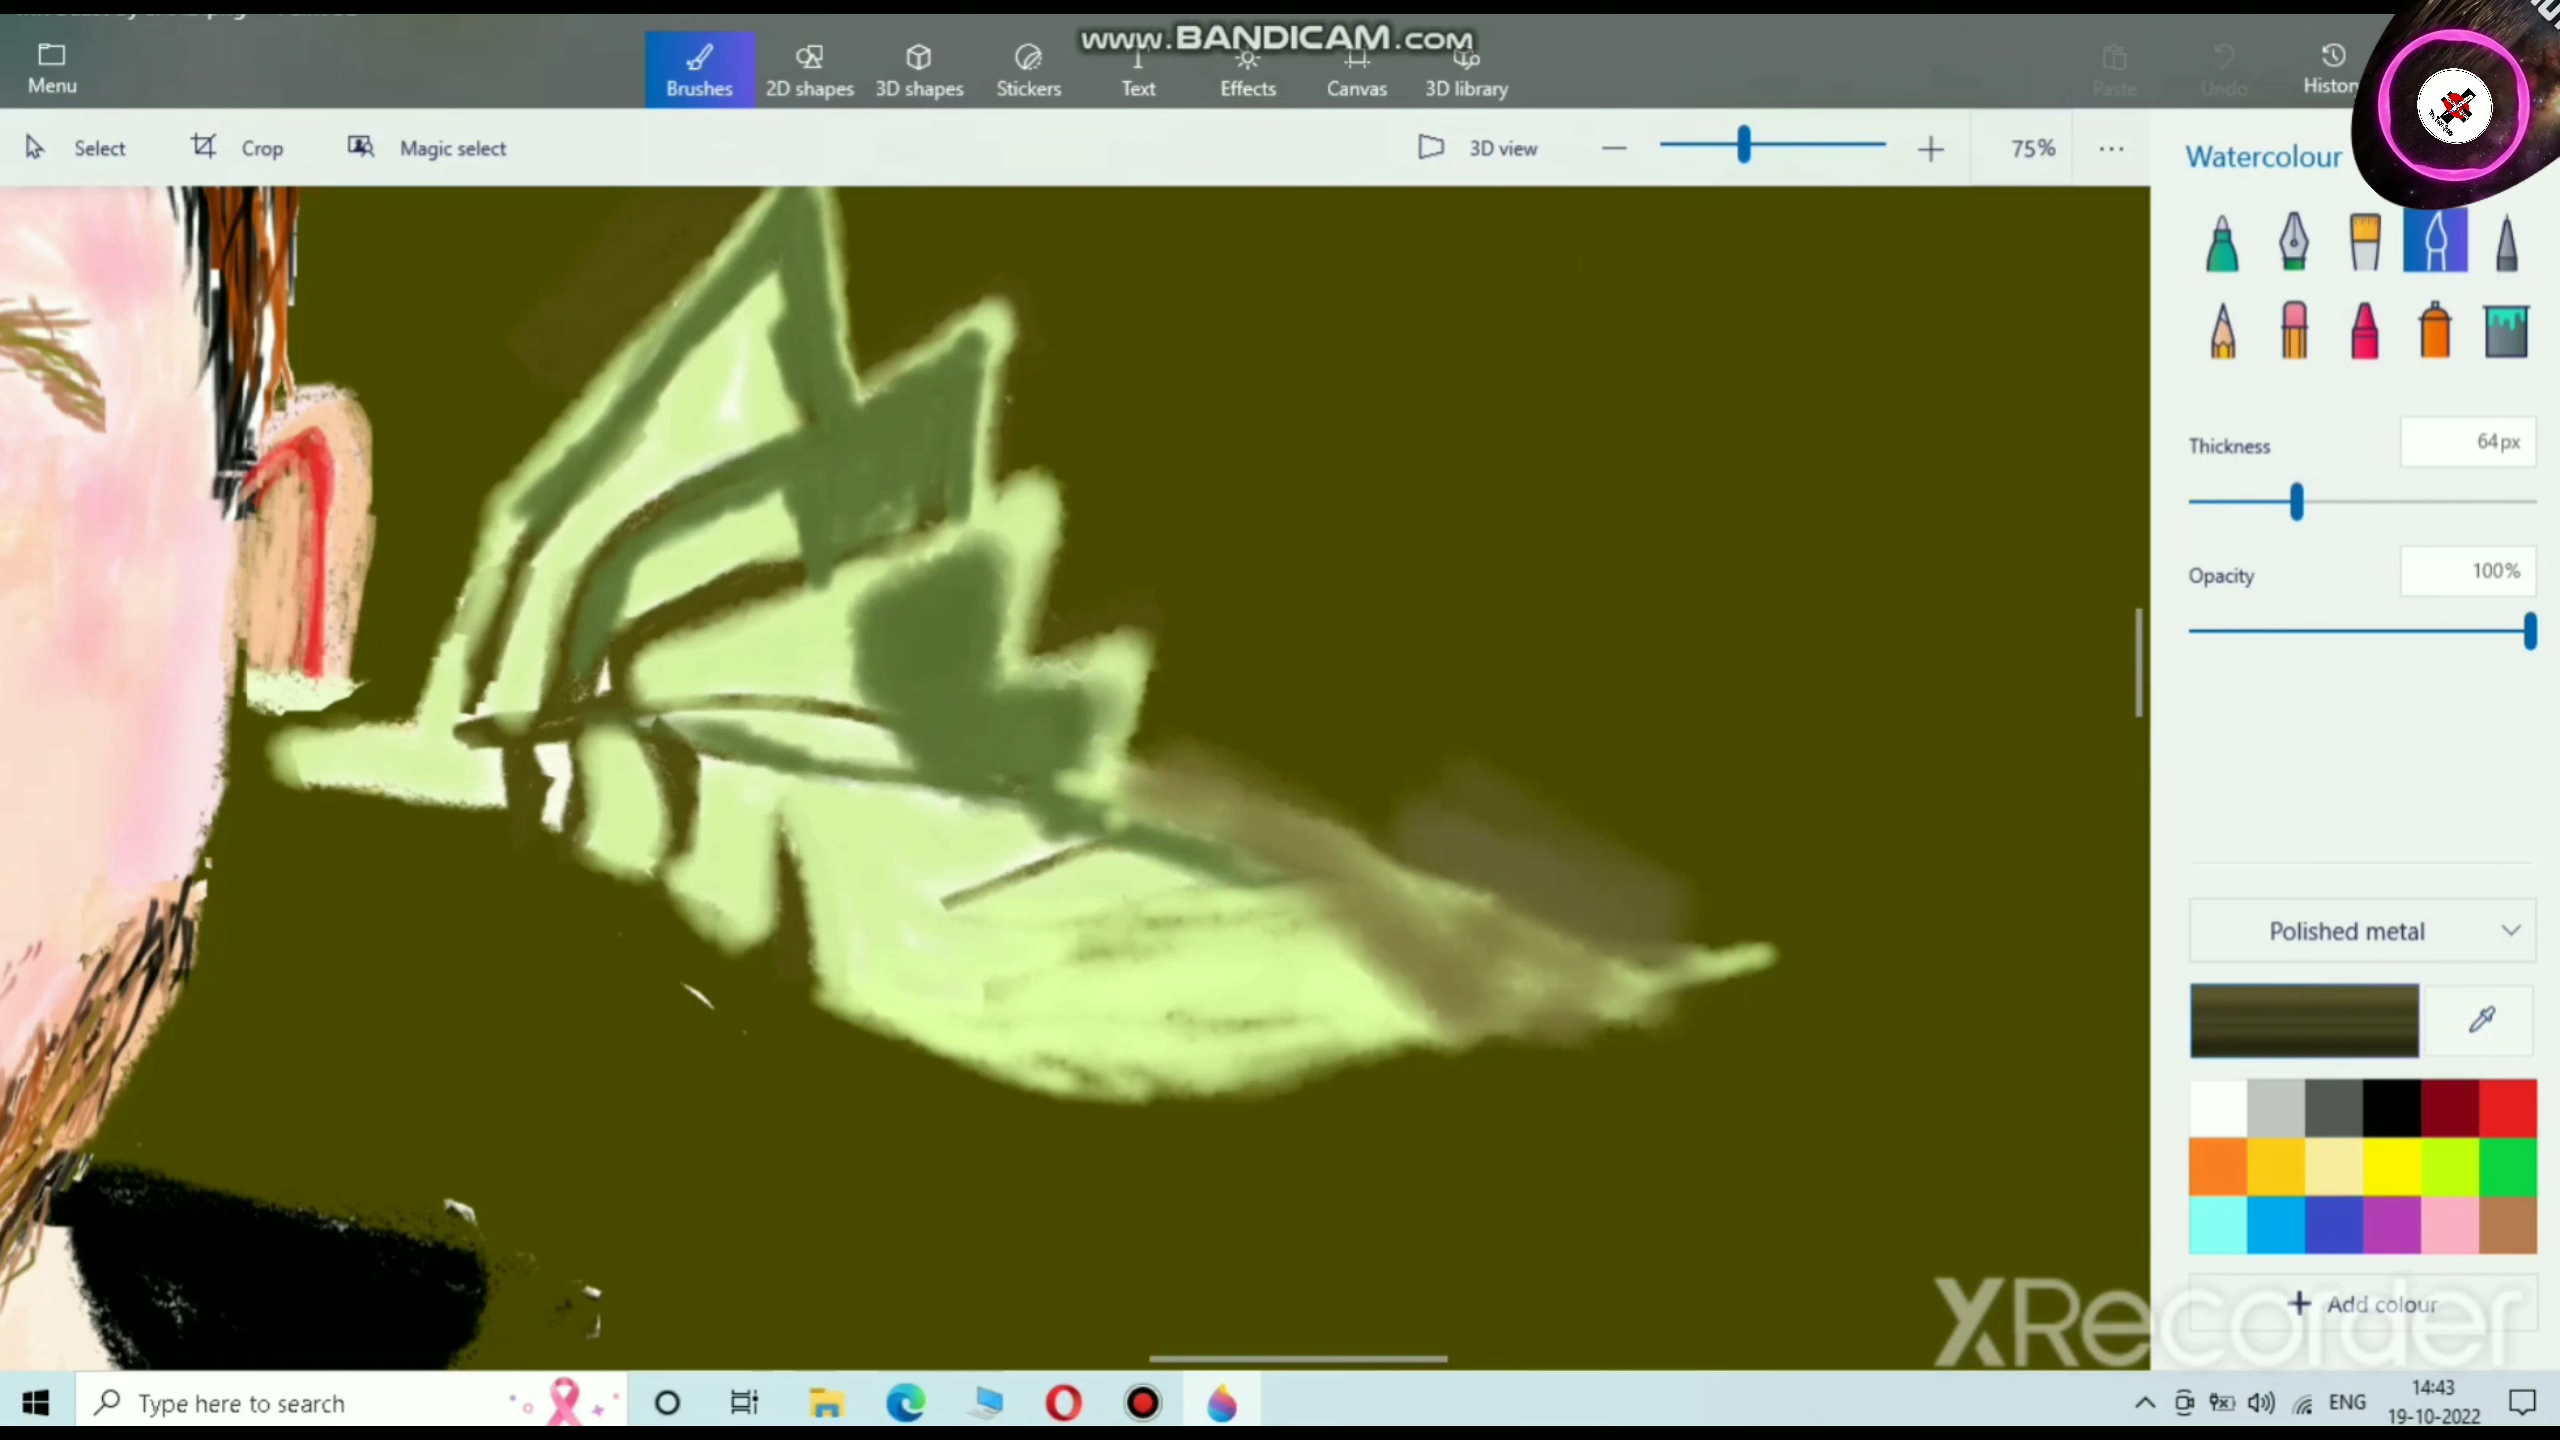 www.BANDICAM.com
Menu
Brushes
2D shapes
3D shapes
Stickers
Text
Effects
Canvas
3D library
Paste
Undo
Select
Crop
Magic select
3D view
75%
Watercolour
Thickness
64px
Opacity
100%
Polished metal
Add colour
XRecorder
Type here to search
ENG
14:43
19-10-2022